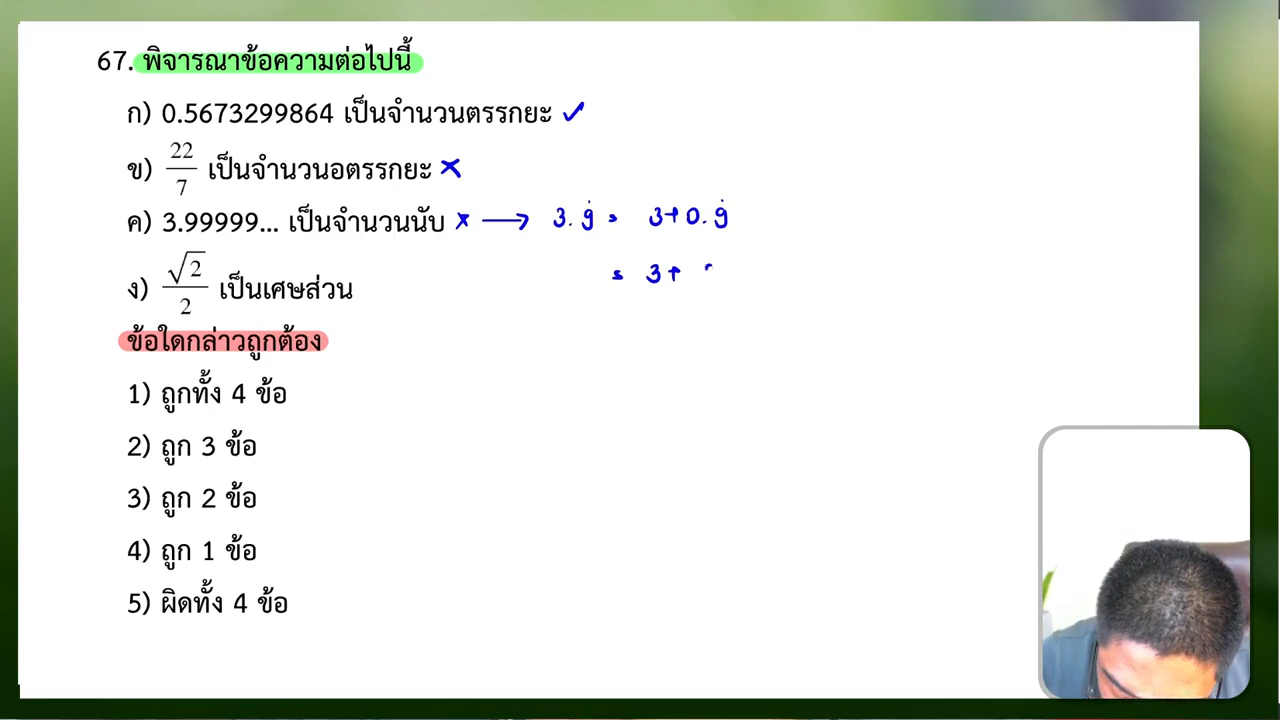 67. พิจารณาข้อความต่อไปนี้
ก) 0.5673299864 เป็นจำนวนตรรกยะ ✓
ข) 22/7 เป็นจำนวนอตรรกยะ ×
ค) 3.99999... เป็นจำนวนนับ × → 3.9̇ = 3+0.9̇
= 3+
ง) √2/2 เป็นเศษส่วน
ข้อใดกล่าวถูกต้อง
1) ถูกทั้ง 4 ข้อ
2) ถูก 3 ข้อ
3) ถูก 2 ข้อ
4) ถูก 1 ข้อ
5) ผิดทั้ง 4 ข้อ